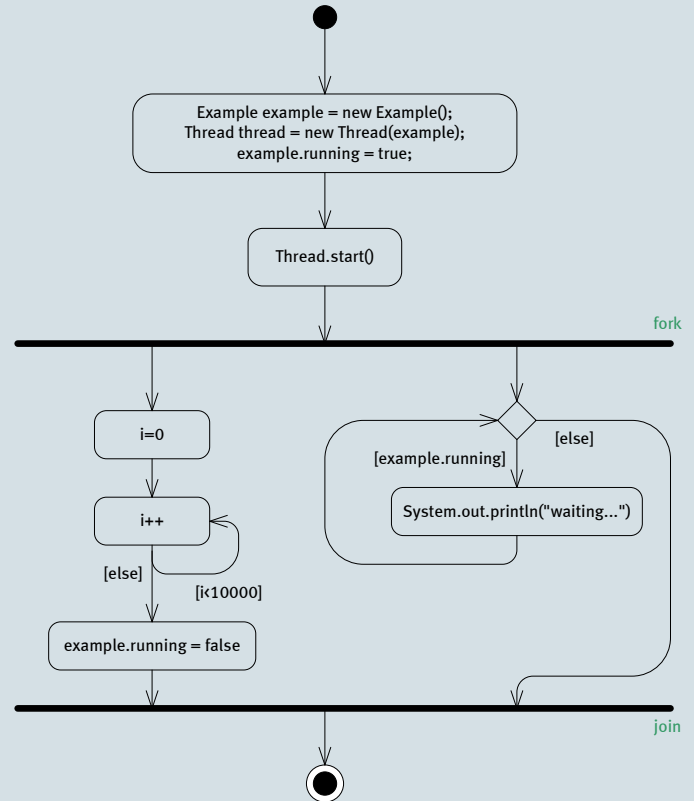 Example example = new Example();
Thread thread = new Thread(example);
example.running = true;
Thread.start()
fork
i=0
[else]
[example.running]
i++
System.out.println("waiting...")
[else]
[i<10000]
example.running = false
join